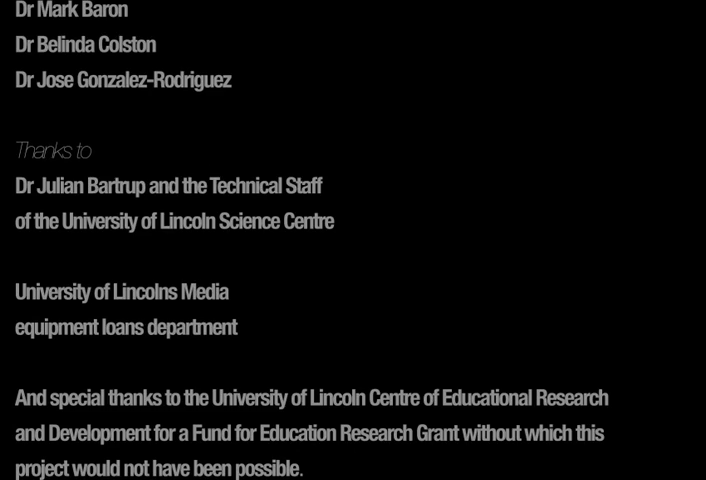 Dr Mark Baron
Dr Belinda Colston
Dr Jose Gonzalez-Rodriguez
Thanks to
Dr Julian Bartrup and the Technical Staff
of the University of Lincoln Science Centre
University of Lincolns Media
equipment loans department
And special thanks to the University of Lincoln Centre of Educational Research
and Development for a Fund for Education Research Grant without which this
project would not have been possible.